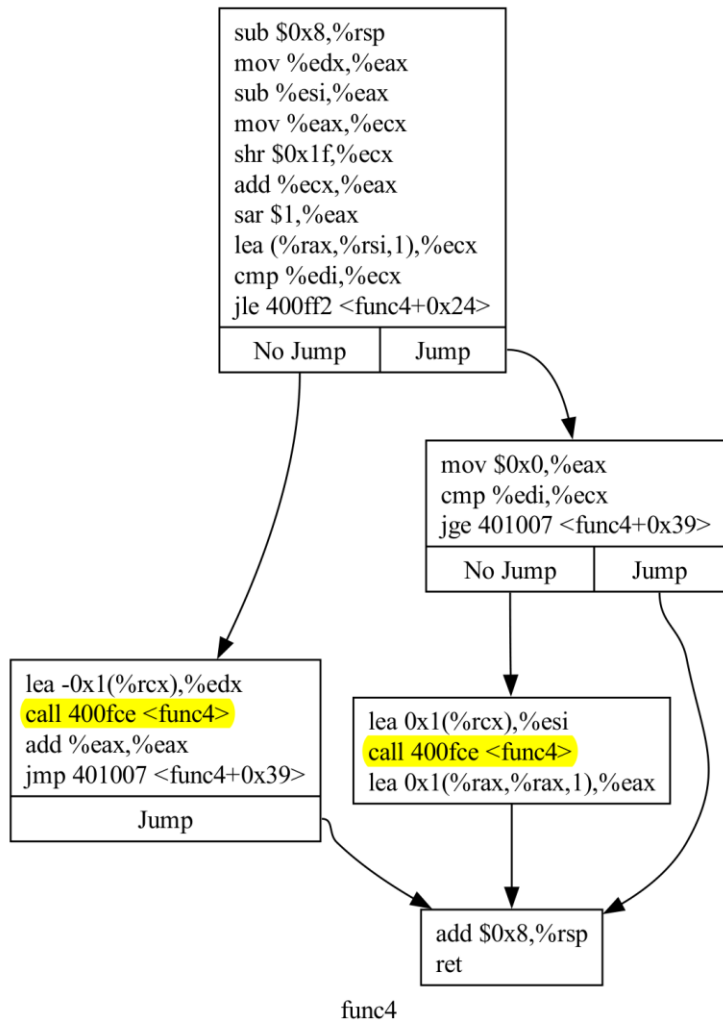 sub $0x8,%rsp
mov %edx,%eax
sub %esi,%eax
mov %eax,%ecx
shr $0x1f,%ecx
add %ecx,%eax
sar $1,%eax
lea (%rax,%rsi,1),%ecx
cmp %edi,%ecx
jle 400ff2 <func4+0x24>
No Jump
Jump
mov $0x0,%eax
cmp %edi,%ecx
jge 401007 <func4+0x39>
No Jump
Jump
lea -0x1(%rcx),%edx
call 400fce <func4>
add %eax,%eax
jmp 401007 <func4+0x39>
Jump
lea 0x1(%rcx),%esi
call 400fce <func4>
lea 0x1(%rax,%rax,1),%eax
add $0x8,%rsp
ret
func4